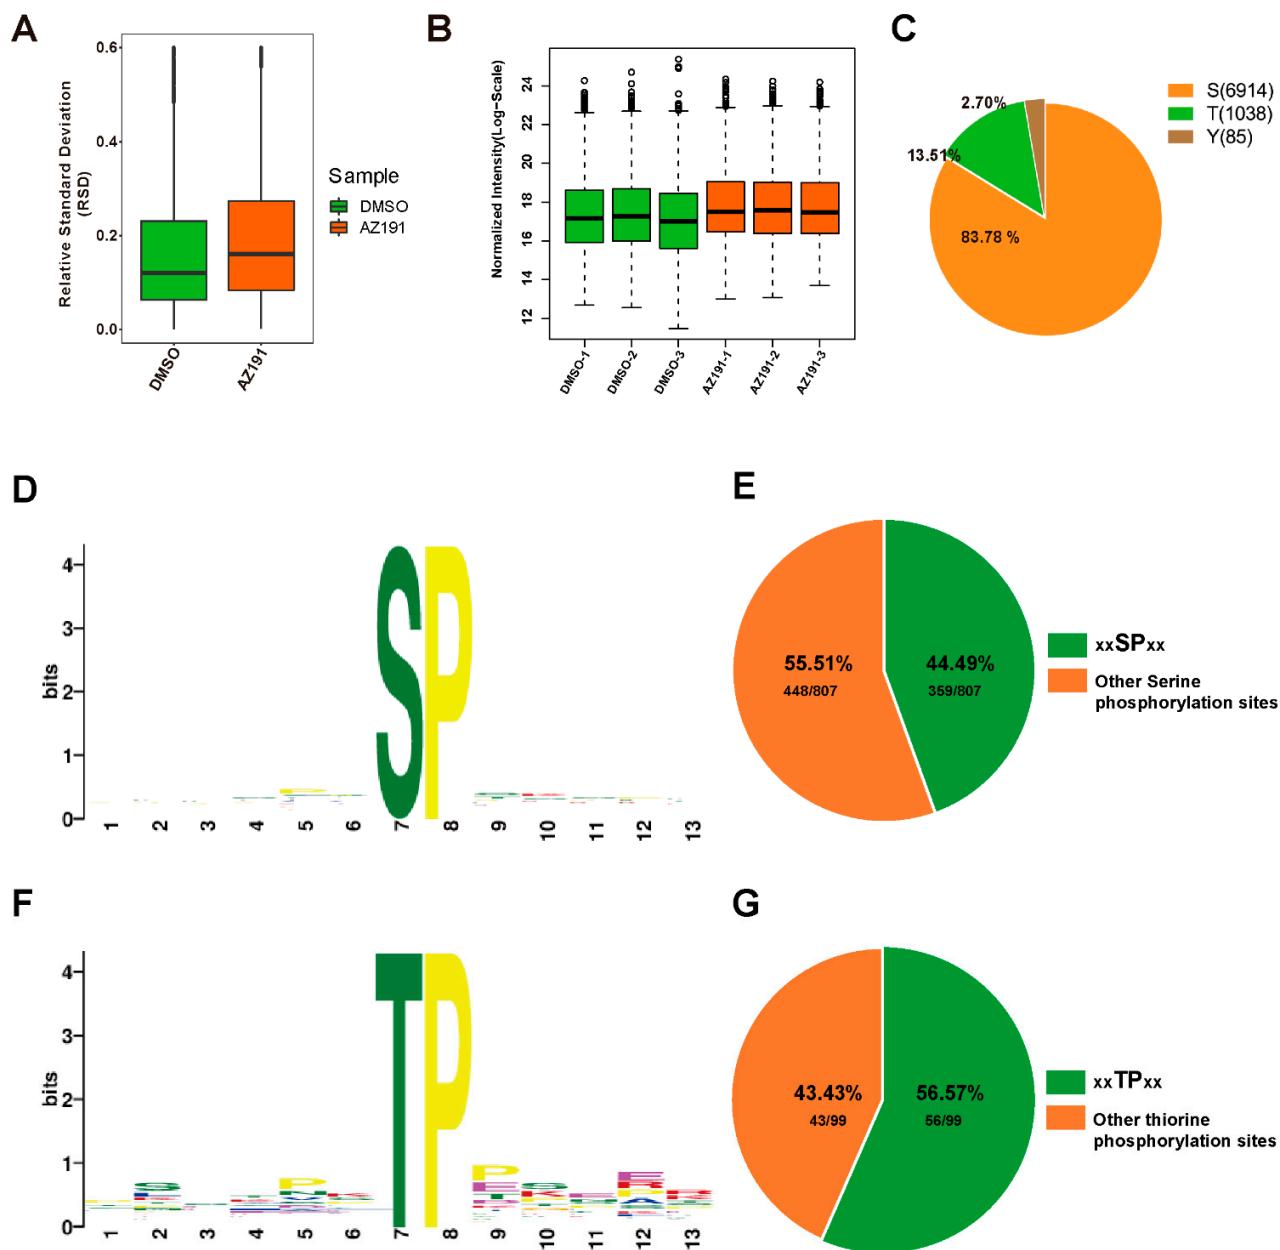 A
0.6
0.4
0.2
0.0
Relative Standard Deviation
(RSD)
DMSO
AZ191
Sample
DMSO
AZ191
B
24
22
20
18
16
14
12
Normalized Intensity(Log-Scale)
DMSO-1
DMSO-2
DMSO-3
AZ191-1
AZ191-2
AZ191-3
C
2.70%
13.51%
83.78 %
S(6914)
T(1038)
Y(85)
D
4
3
2
1
0
bits
SP
1 2 3 4 5 6 7 8 9 10 11 12 13
E
55.51%
448/807
44.49%
359/807
xxSPxx
Other Serine
phosphorylation sites
F
4
3
2
1
0
bits
TP
1 2 3 4 5 6 7 8 9 10 11 12 13
G
43.43%
43/99
56.57%
56/99
xxTPxx
Other thiorine
phosphorylation sites